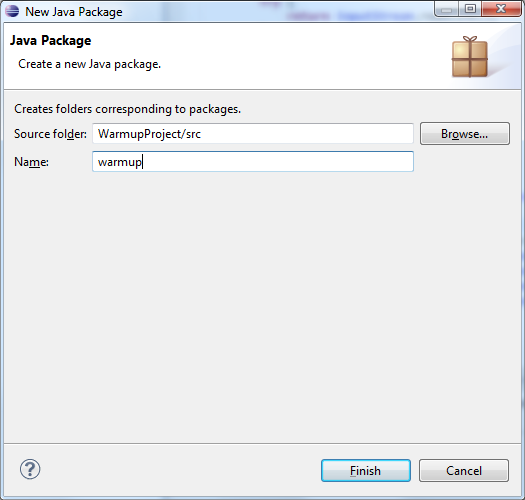 New Java Package
Java Package
Create a new Java package.
Creates folders corresponding to packages.
Source folder: WarmupProject/src Browse...
Name: warmup
? Finish Cancel